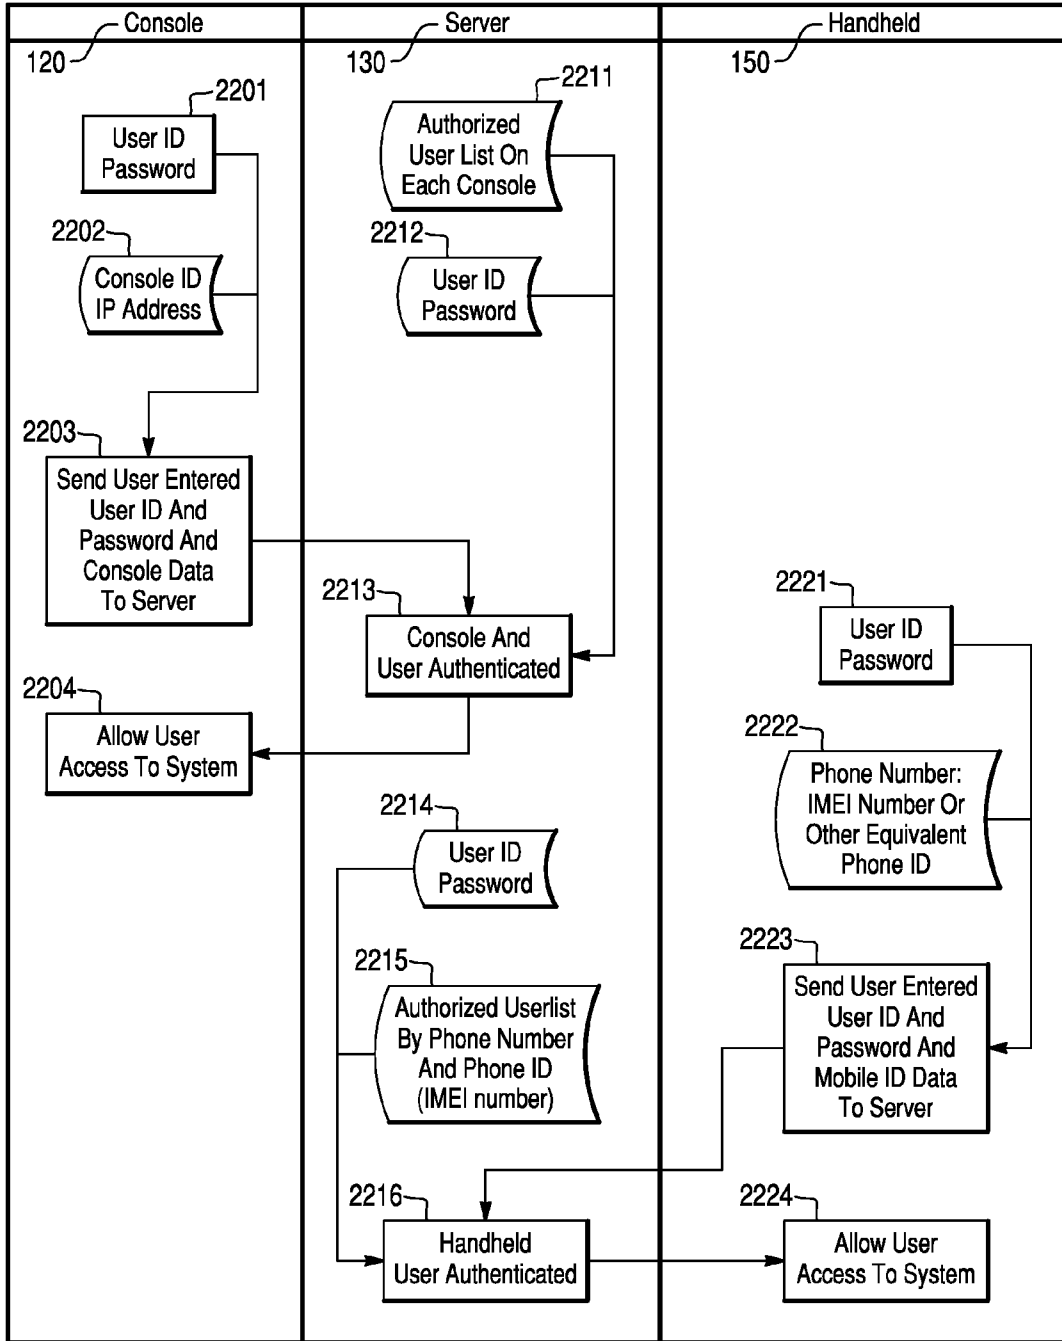 Console
Server
Handheld
120
130
150
2201
User ID
Password
2202
Console ID
IP Address
2203
Send User Entered
User ID And
Password And
Console Data
To Server
2204
Allow User
Access To System
2211
Authorized
User List On
Each Console
2212
User ID
Password
2213
Console And
User Authenticated
2214
User ID
Password
2215
Authorized Userlist
By Phone Number
And Phone ID
(IMEI number)
2216
Handheld
User Authenticated
2221
User ID
Password
2222
Phone Number:
IMEI Number Or
Other Equivalent
Phone ID
2223
Send User Entered
User ID And
Password And
Mobile ID Data
To Server
2224
Allow User
Access To System